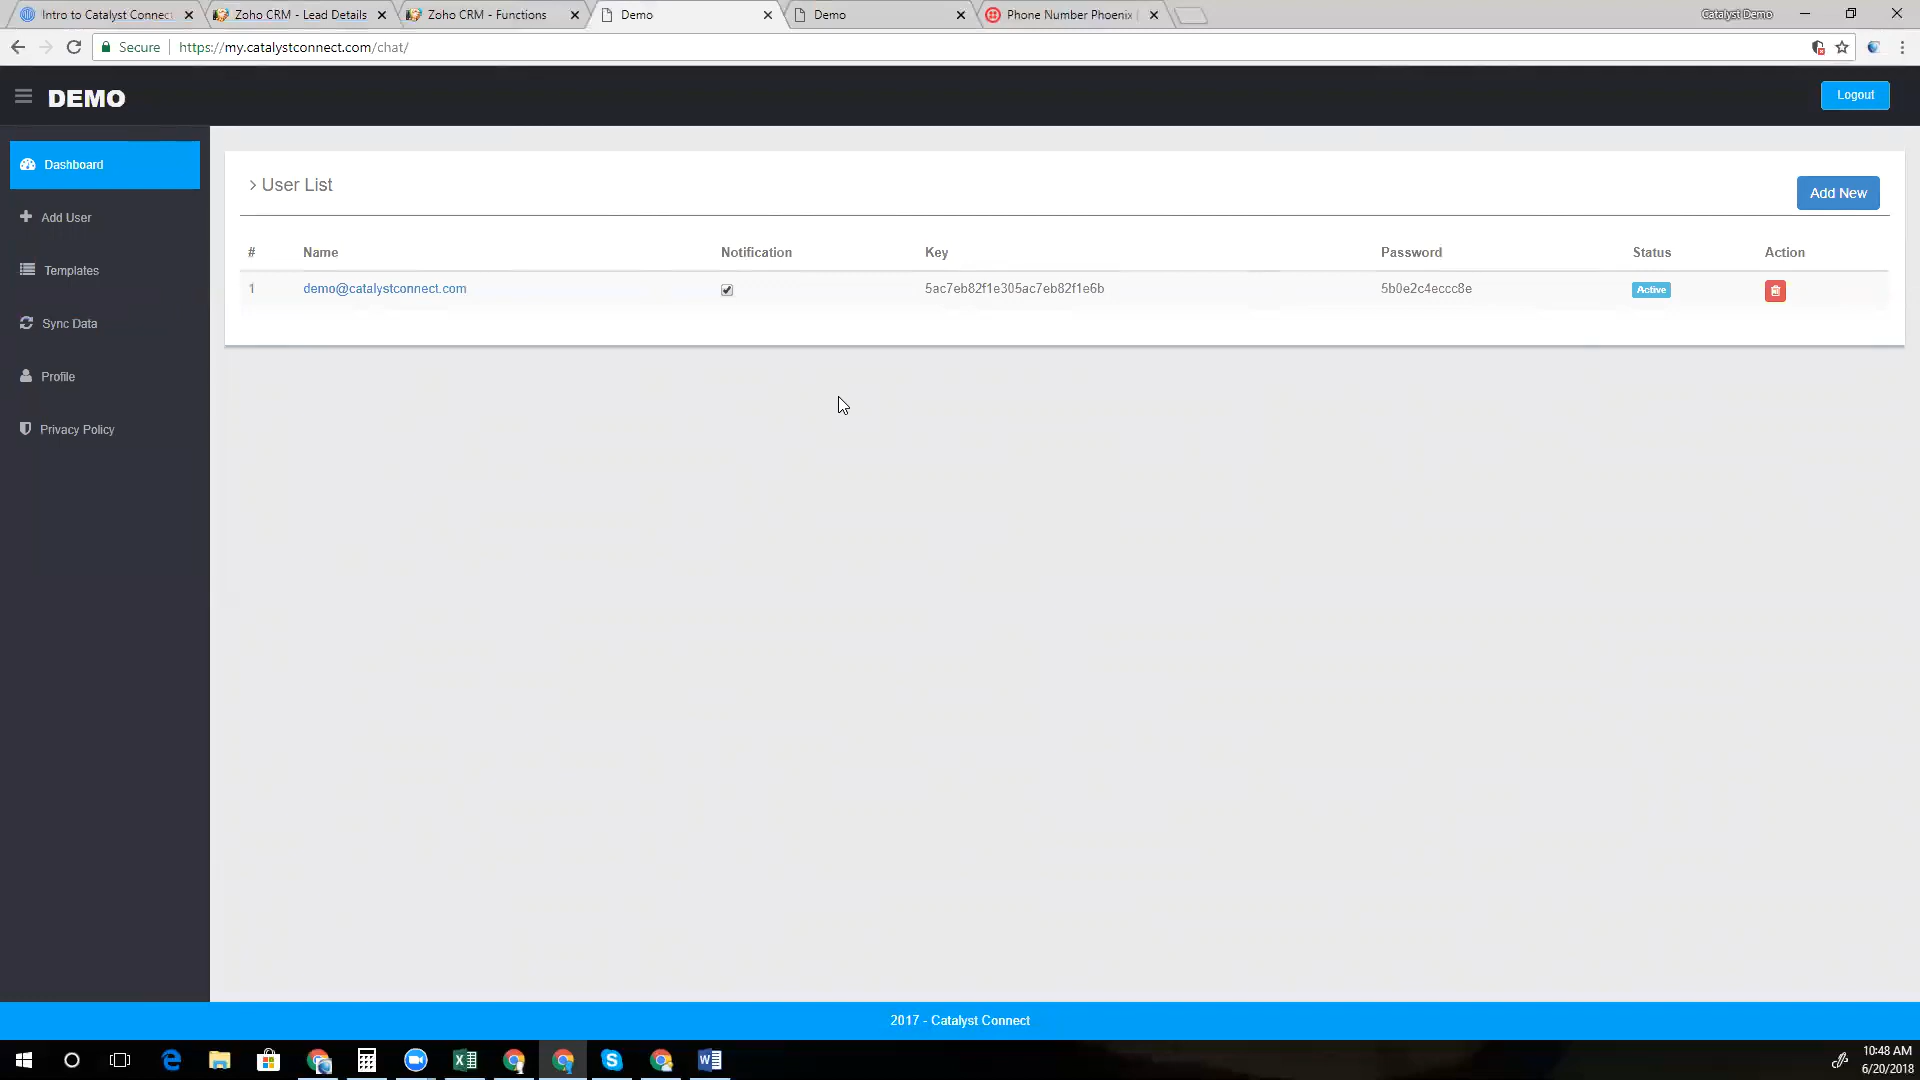 Intro to Catalyst Connect
Zoho CRM - Lead Details
Zoho CRM - Functions
Demo
Demo
Phone Number Phoenix |
Catalyst Demo
Secure
https://my.catalystconnect.com/chat/
DEMO
Logout
Dashboard
Add User
Templates
Sync Data
Profile
Privacy Policy
> User List
Add New
# Name Notification Key Password Status Action
1 demo@catalystconnect.com 5ac7eb82f1e305ac7eb82f1e6b 5b0e2c4eccc8e Active
2017 - Catalyst Connect
10:48 AM
6/20/2018